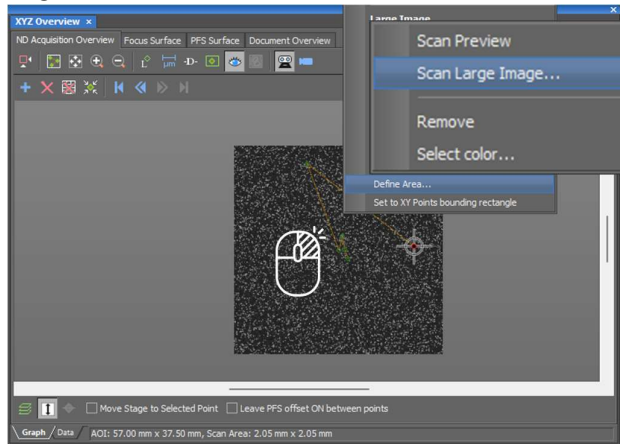 XYZ Overview ×
ND Acquisition Overview Focus Surface PFS Surface Document Overview
-D-
Large Image
Scan Preview
Scan Large Image...
Remove
Select color...
Define Area...
Set to XY Points bounding rectangle
Move Stage to Selected Point Leave PFS offset ON between points
Graph Data AOI: 57.00 mm x 37.50 mm, Scan Area: 2.05 mm x 2.05 mm